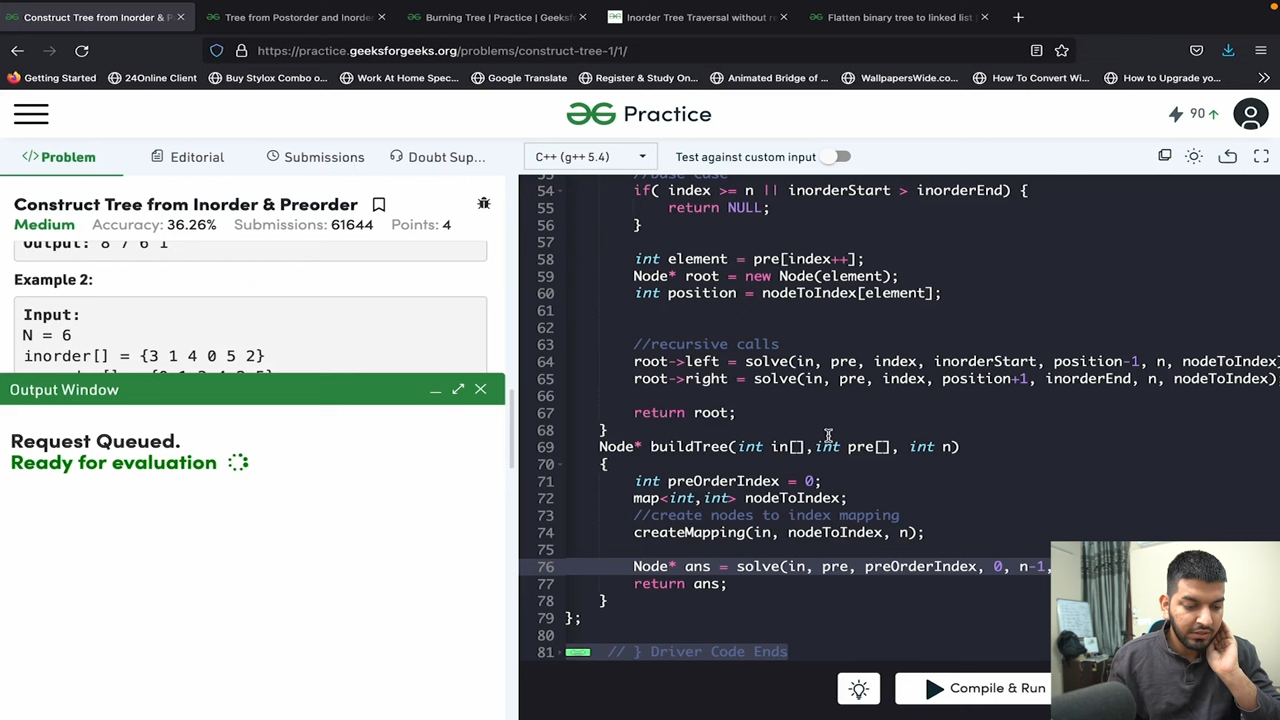 Construct Tree from Inorder & P
Tree from Postorder and Inorde
Burning Tree | Practice | Geeksf
Inorder Tree Traversal without r
Flatten binary tree to linked list
https://practice.geeksforgeeks.org/problems/construct-tree-1/1/
Getting Started
24Online Client
Buy Stylox Combo o...
Work At Home Spec...
Google Translate
Register & Study On...
Animated Bridge of ...
WallpapersWide.co...
How To Convert Wi...
How to Upgrade yo...
Practice
90
</> Problem
Editorial
Submissions
Doubt Sup...
C++ (g++ 5.4)
Test against custom input
Construct Tree from Inorder & Preorder
Medium Accuracy: 36.26% Submissions: 61644 Points: 4
Output: 8 7 6 1
Example 2:
Input:
N = 6
inorder[] = {3 1 4 0 5 2}
Output Window
Request Queued.
Ready for evaluation
//base case
54 if( index >= n || inorderStart > inorderEnd) {
55 return NULL;
56 }
57
58 int element = pre[index++];
59 Node* root = new Node(element);
60 int position = nodeToIndex[element];
61
62
63 //recursive calls
64 root->left = solve(in, pre, index, inorderStart, position-1, n, nodeToIndex
65 root->right = solve(in, pre, index, position+1, inorderEnd, n, nodeToIndex)
66
67 return root;
68 }
69 Node* buildTree(int in[],int pre[], int n)
70 {
71 int preOrderIndex = 0;
72 map<int,int> nodeToIndex;
73 //create nodes to index mapping
74 createMapping(in, nodeToIndex, n);
75
76 Node* ans = solve(in, pre, preOrderIndex, 0, n-1,
77 return ans;
78 }
79 };
80
81 // } Driver Code Ends
Compile & Run